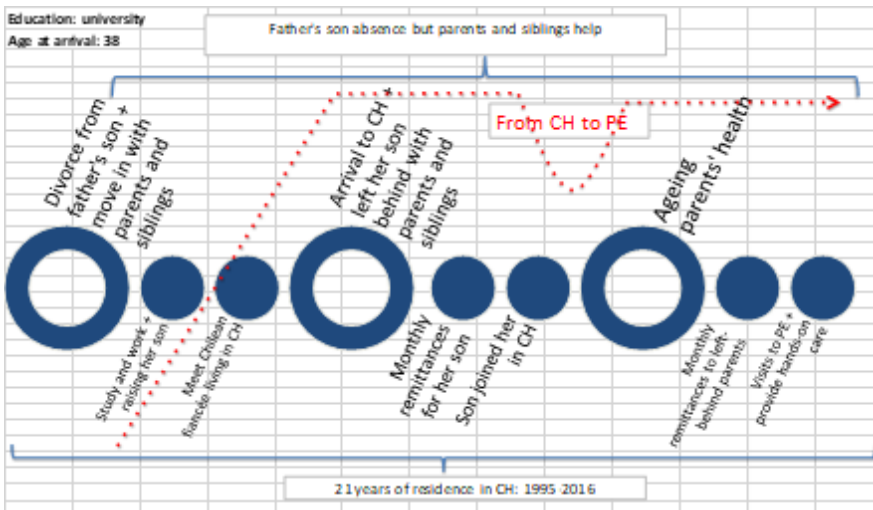 Education: university
Age at arrival: 38
Father's son absence but parents and siblings help
From CH to PE
Divorce from
father's son +
move in with
parents and
siblings
Study and work +
raising her son
Meet Chilean
fiancée living in CH
Arrival to CH +
left her son
behind with
parents and
siblings
Monthly
remittances
for her son
Son joined her
in CH
Ageing
parents' health
Monthly
remittances to left-
behind parents
Visits to PE +
provide hands-on
care
21 years of residence in CH: 1995-2016